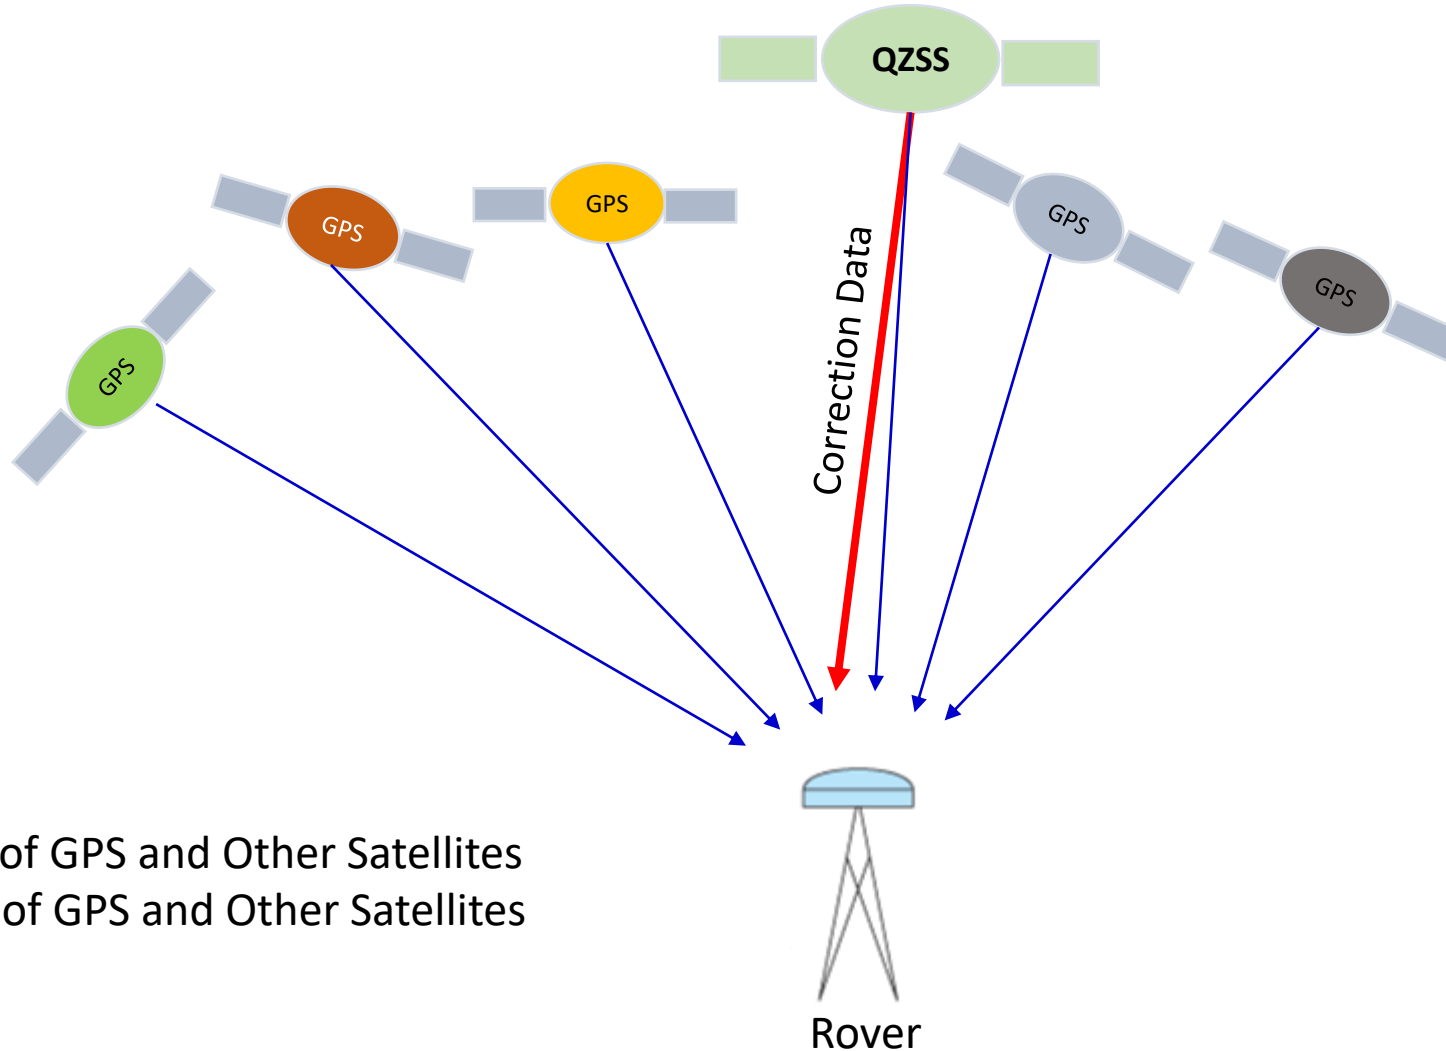 QZSS
GPS
GPS
GPS
GPS
GPS
Correction Data
of GPS and Other Satellites
of GPS and Other Satellites
Rover